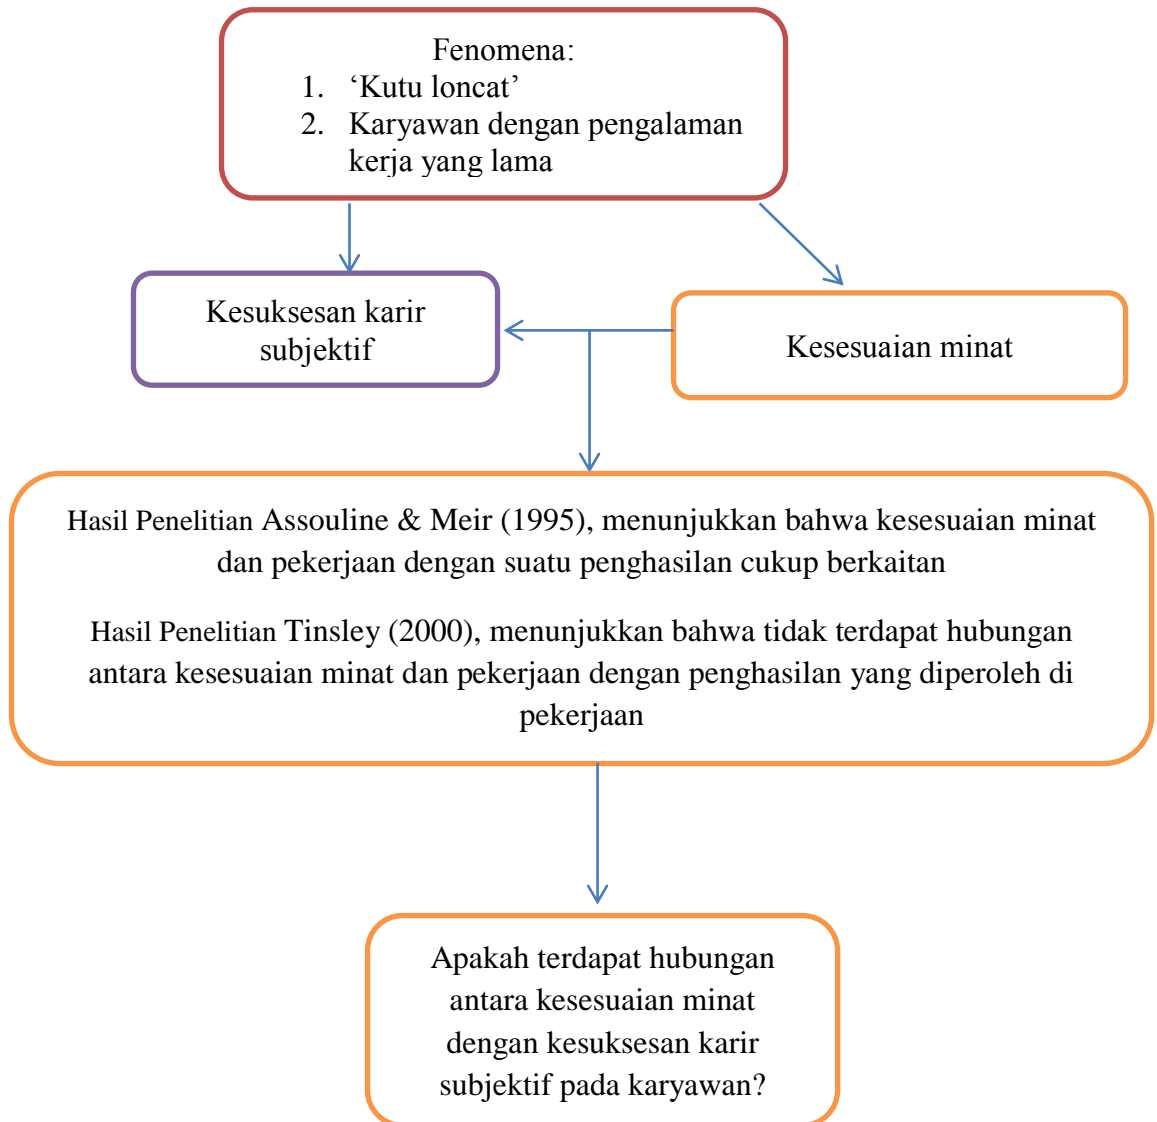 Fenomena:
1. ‘Kutu loncat’
2. Karyawan dengan pengalaman
kerja yang lama
Kesuksesan karir
subjektif
Kesesuaian minat
Hasil Penelitian Assouline & Meir (1995), menunjukkan bahwa kesesuaian minat
dan pekerjaan dengan suatu penghasilan cukup berkaitan
Hasil Penelitian Tinsley (2000), menunjukkan bahwa tidak terdapat hubungan
antara kesesuaian minat dan pekerjaan dengan penghasilan yang diperoleh di
pekerjaan
Apakah terdapat hubungan
antara kesesuaian minat
dengan kesuksesan karir
subjektif pada karyawan?